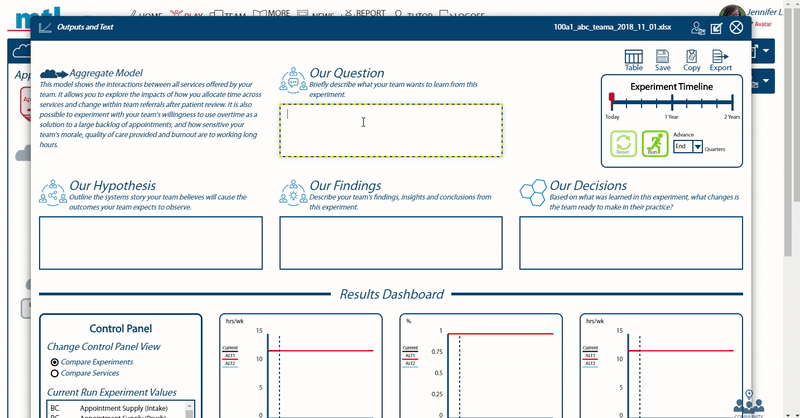 mtl
HOME
PLAY
TEAM
MORE
NEWS
REPORT
TUTOR
LOGOFF
Jennifer L
Avatar
Outputs and Text
100a1_abc_teama_2018_11_01.xlsx
Table
Save
Copy
Export
Aggregate Model
This model shows the interactions between all services offered by your
team. It allows you to explore the impacts of how you allocate time across
services and change within team referrals after patient review. It is also
possible to experiment with your team's willingness to use overtime as a
solution to a large backlog of appointments, and how sensitive your
team's morale, quality of care provided and burnout are to working long
hours.
Our Question
Briefly describe what your team wants to learn from this
experiment.
Experiment Timeline
Today
1 Year
2 Years
Reset
Run
Advance
End
Quarters
Our Hypothesis
Outline the systems story your team believes will cause the
outcomes your team expects to observe.
Our Findings
Describe your team's findings, insights and conclusions from
this experiment.
Our Decisions
Based on what was learned in this experiment, what changes is
the team ready to make in their practice?
Results Dashboard
Control Panel
Change Control Panel View
Compare Experiments
Compare Services
Current Run Experiment Values
BC Appointment Supply (Intake)
hrs/wk
15
Current
ALT1
ALT2
10
5
0
%
1
Current
ALT1
ALT2
0.75
0.5
0.25
0
hrs/wk
15
Current
ALT1
ALT2
10
5
0